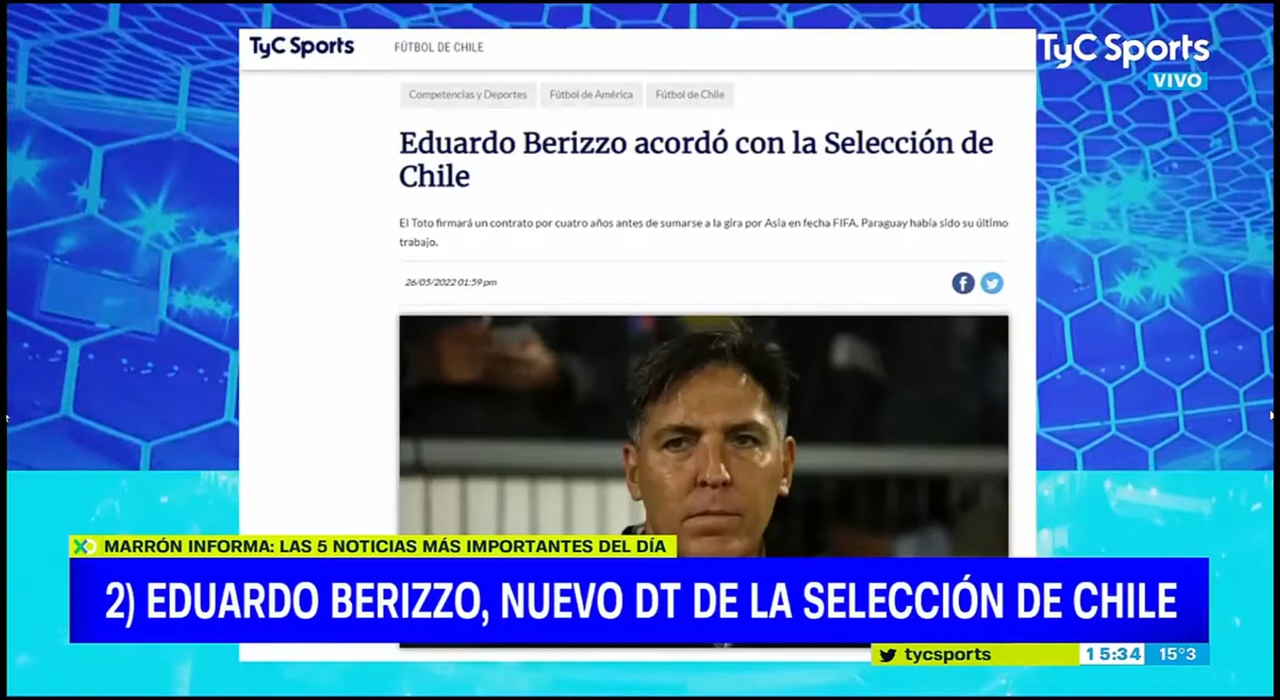 TyC Sports
FÚTBOL DE CHILE
TyC Sports
VIVO
Competencias y Deportes
Fútbol de América
Fútbol de Chile
Eduardo Berizzo acordó con la Selección de
Chile
El Toto firmará un contrato por cuatro años antes de sumarse a la gira por Asia en fecha FIFA. Paraguay había sido su último
trabajo.
26/05/2022 01:59 pm
MARRÓN INFORMA: LAS 5 NOTICIAS MÁS IMPORTANTES DEL DÍA
2) EDUARDO BERIZZO, NUEVO DT DE LA SELECCIÓN DE CHILE
tycsports
15:34
15°3